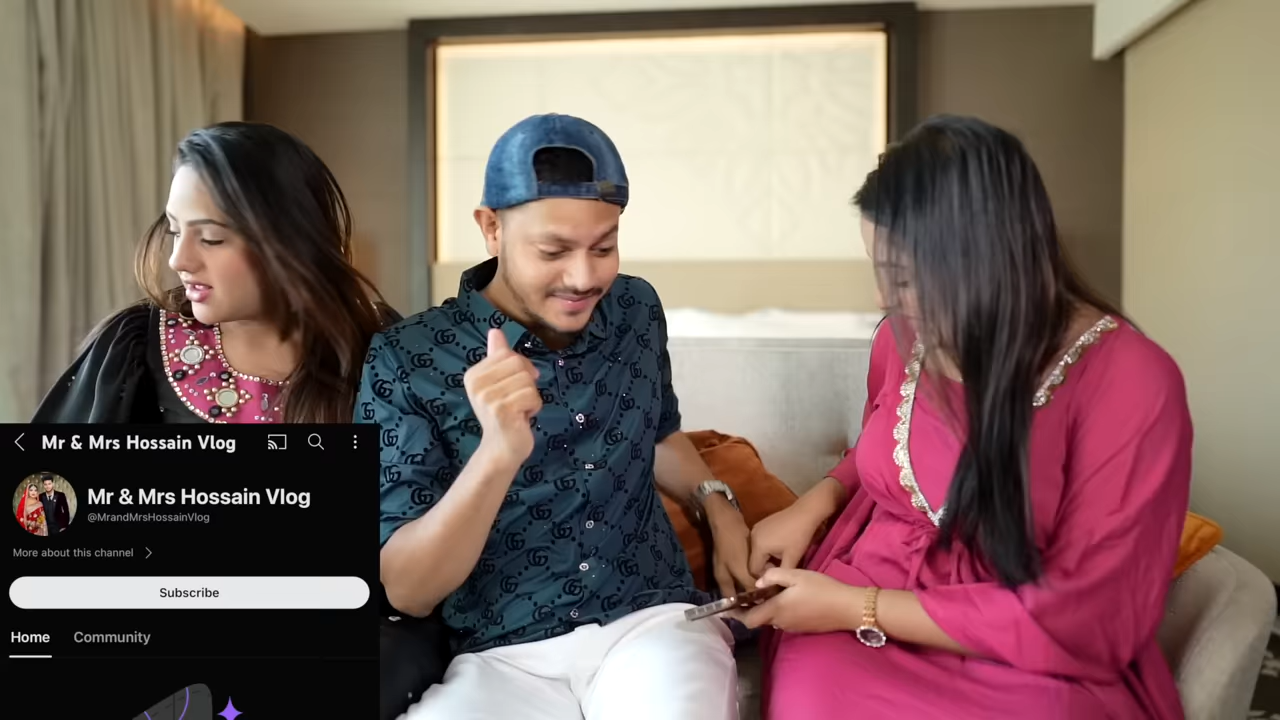 Mr & Mrs Hossain Vlog
Mr & Mrs Hossain Vlog
@MrandMrsHossainVlog
More about this channel
Subscribe
Home Community